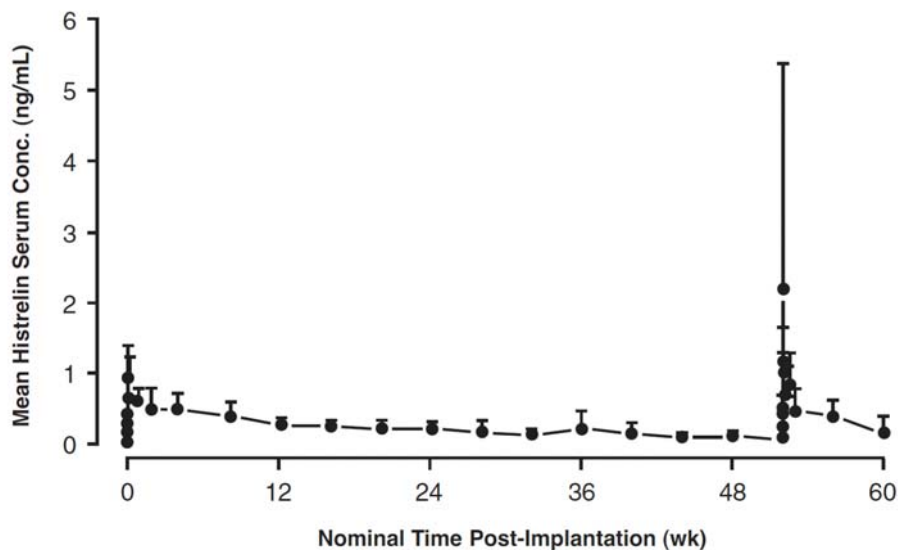 Mean Histrelin Serum Conc. (ng/mL)
6
5
4
3
2
1
0
0 12 24 36 48 60
Nominal Time Post-Implantation (wk)